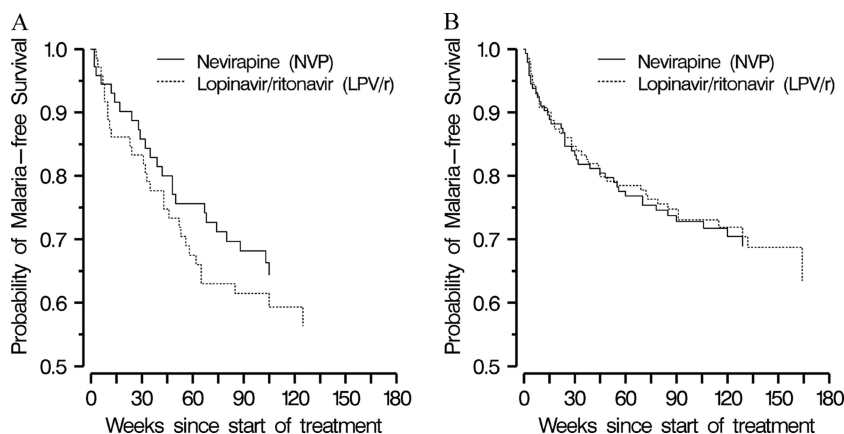 A
Probability of Malaria-free Survival
1.0
0.9
0.8
0.7
0.6
0.5
Nevirapine (NVP)
Lopinavir/ritonavir (LPV/r)
0 30 60 90 120 150 180
Weeks since start of treatment
B
Probability of Malaria-free Survival
1.0
0.9
0.8
0.7
0.6
0.5
Nevirapine (NVP)
Lopinavir/ritonavir (LPV/r)
0 30 60 90 120 150 180
Weeks since start of treatment